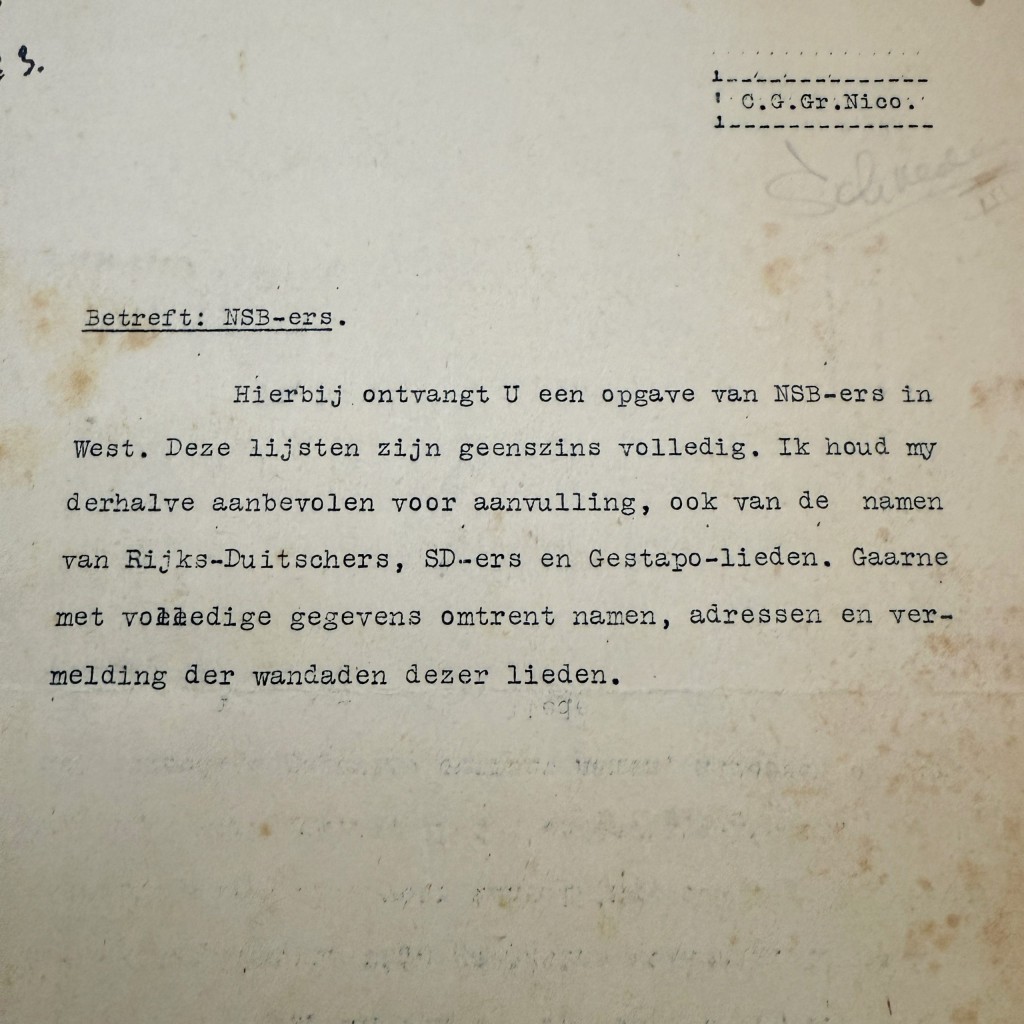 3.
C.G.Gr.Nico.
Betreft: NSB-ers.
Hierbij ontvangt U een opgave van NSB-ers in
West. Deze lijsten zijn geenszins volledig. Ik houd my
derhalve aanbevolen voor aanvulling, ook van de namen
van Rijks-Duitschers, SD-ers en Gestapo-lieden. Gaarne
met volledige gegevens omtrent namen, adressen en ver-
melding der wandaden dezer lieden.